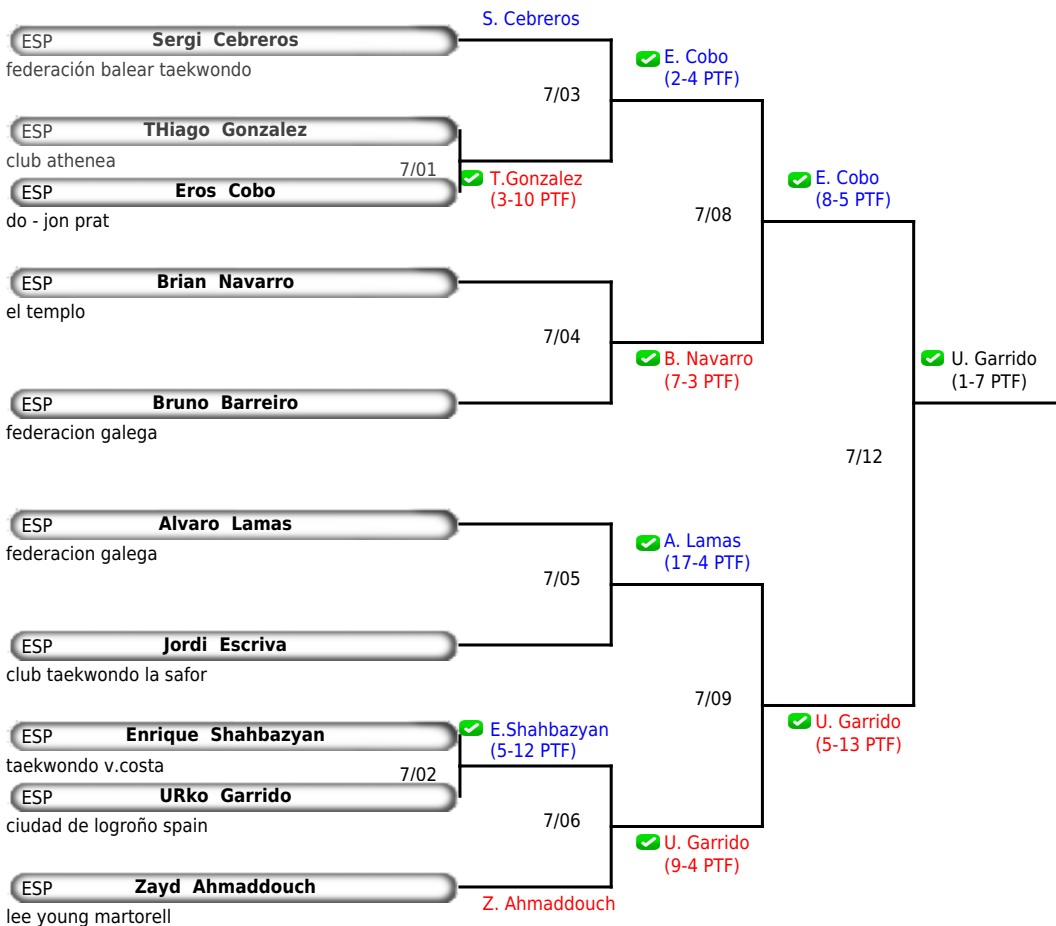 S. Cebreros
ESP Sergi Cebreros
federación balear taekwondo
E. Cobo
(2-4 PTF)
7/03
ESP THiago Gonzalez
club athenea
7/01
ESP Eros Cobo
do - jon prat
T.Gonzalez
(3-10 PTF)
E. Cobo
(8-5 PTF)
7/08
ESP Brian Navarro
el templo
7/04
B. Navarro
(7-3 PTF)
U. Garrido
(1-7 PTF)
ESP Bruno Barreiro
federacion galega
7/12
ESP Alvaro Lamas
federacion galega
A. Lamas
(17-4 PTF)
7/05
ESP Jordi Escriva
club taekwondo la safor
7/09
U. Garrido
(5-13 PTF)
ESP Enrique Shahbazyan
taekwondo v.costa
E.Shahbazyan
(5-12 PTF)
7/02
ESP URko Garrido
ciudad de logroño spain
7/06
U. Garrido
(9-4 PTF)
ESP Zayd Ahmaddouch
Z. Ahmaddouch
lee young martorell